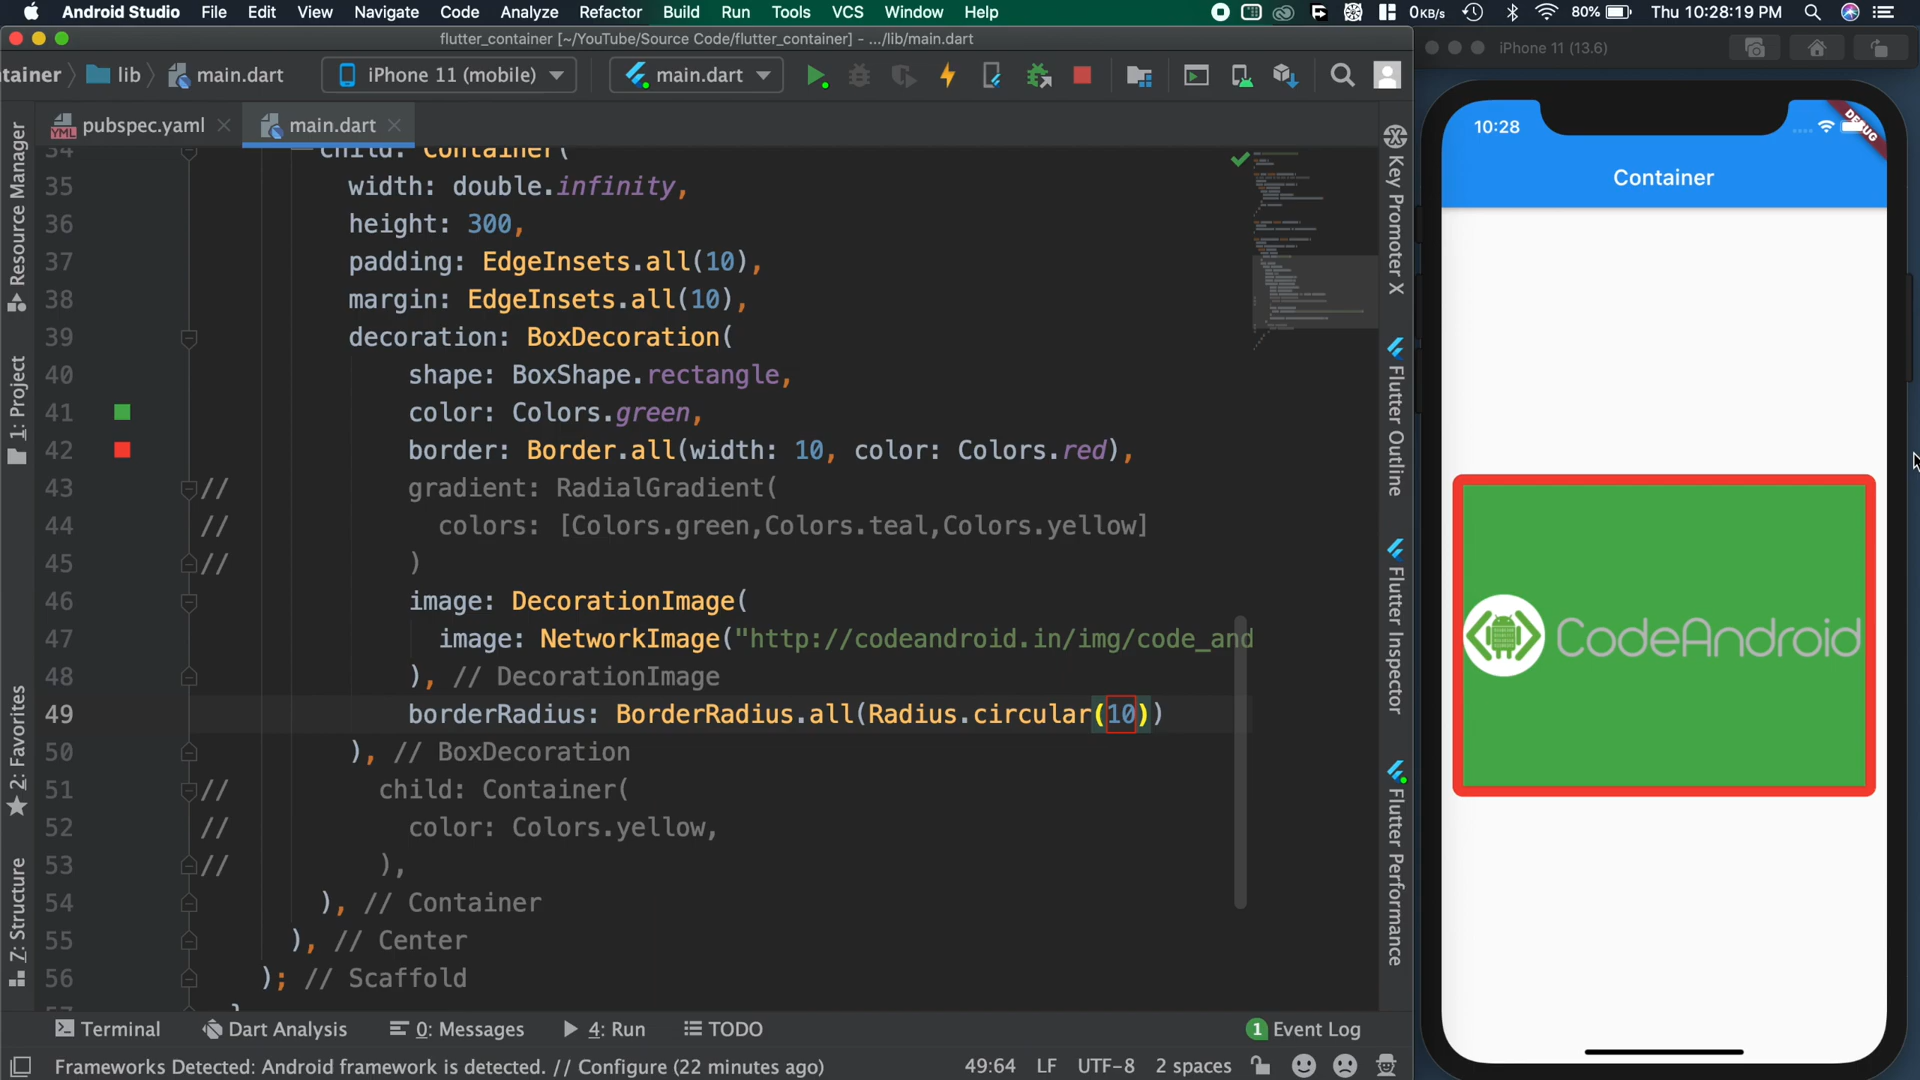 Android Studio File Edit View Navigate Code Analyze Refactor Build Run Tools VCS Window Help 0KB/s 80% Thu 10:28:19 PM
flutter_container [~/YouTube/Source Code/flutter_container] - .../lib/main.dart
iPhone 11 (13.6)
tainer lib main.dart iPhone 11 (mobile) main.dart
pubspec.yaml main.dart
34 child: Container(
35 width: double.infinity,
36 height: 300,
37 padding: EdgeInsets.all(10),
38 margin: EdgeInsets.all(10),
39 decoration: BoxDecoration(
40 shape: BoxShape.rectangle,
41 color: Colors.green,
42 border: Border.all(width: 10, color: Colors.red),
43 // gradient: RadialGradient(
44 // colors: [Colors.green,Colors.teal,Colors.yellow]
45 // )
46 image: DecorationImage(
47 image: NetworkImage("http://codeandroid.in/img/code_and
48 ), // DecorationImage
49 borderRadius: BorderRadius.all(Radius.circular(10))
50 ), // BoxDecoration
51 // child: Container(
52 // color: Colors.yellow,
53 // ),
54 ), // Container
55 ), // Center
56 ); // Scaffold
57 }
Resource Manager
1: Project
2: Favorites
Z: Structure
Key Promoter X
Flutter Outline
Flutter Inspector
Flutter Performance
10:28
DEBUG
Container
CodeAndroid
Terminal Dart Analysis 0: Messages 4: Run TODO 1 Event Log
Frameworks Detected: Android framework is detected. // Configure (22 minutes ago) 49:64 LF UTF-8 2 spaces